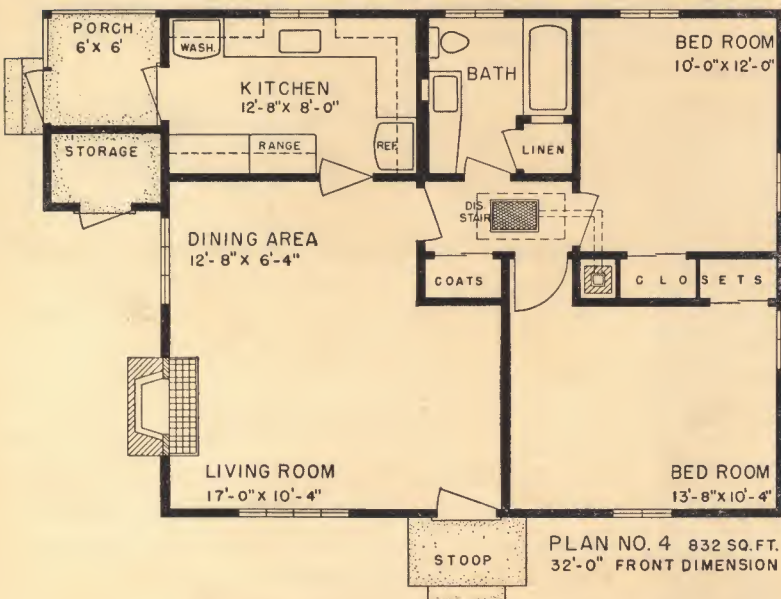 PORCH
6'X 6'
WASH.
KITCHEN
12'-8"X 8'-0"
BATH
BED ROOM
10'-0"X 12'-0"
STORAGE
RANGE
REF.
LINEN
DIS.
STAIR
DINING AREA
12'-8"X 6'-4"
COATS
CLOSETS
LIVING ROOM
17'-0"X 10'-4"
BED ROOM
13'-8"X 10'-4"
STOOP
PLAN NO. 4 832 SQ.FT.
32'-0" FRONT DIMENSION